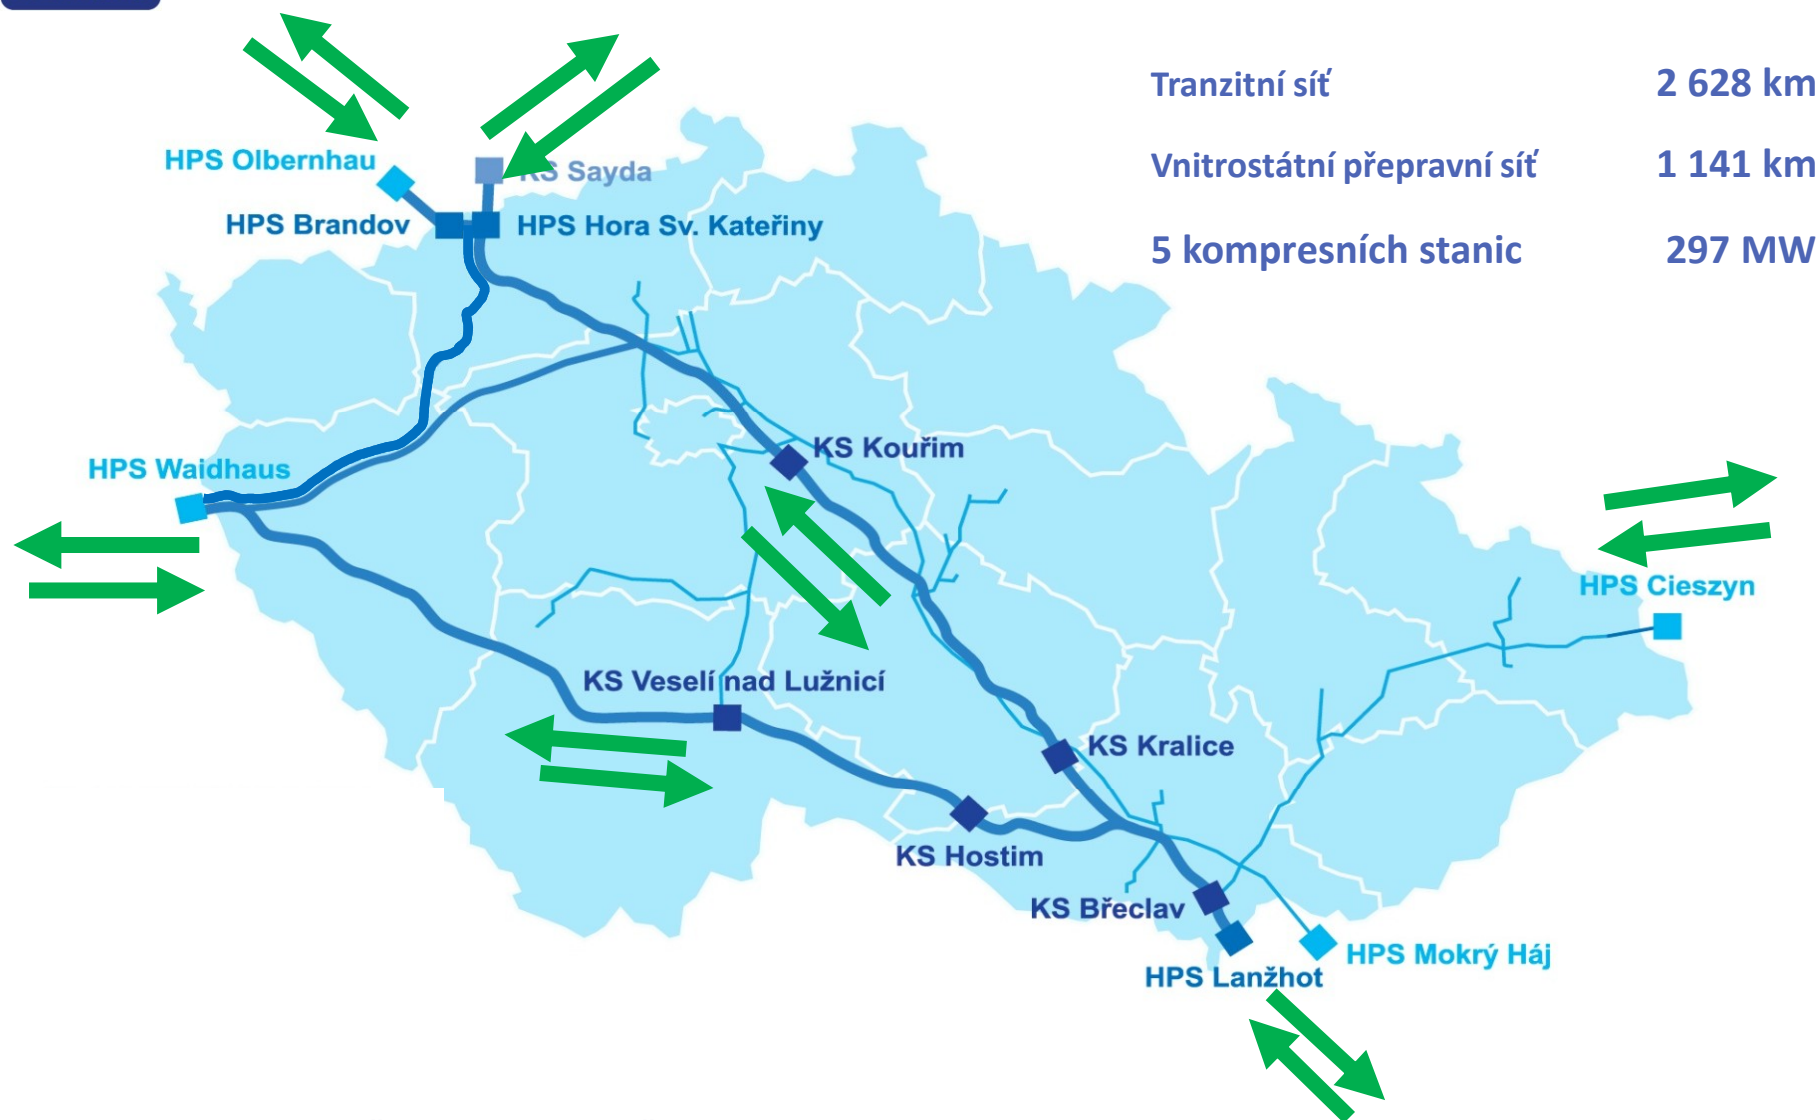 Tranzitní síť 2 628 km
Vnitrostátní přepravní síť 1 141 km
5 kompresních stanic 297 MW
HPS Olbernhau
KS Sayda
HPS Brandov
HPS Hora Sv. Kateřiny
KS Kouřim
HPS Waidhaus
HPS Cieszyn
KS Veselí nad Lužnicí
KS Kralice
KS Hostim
KS Břeclav
HPS Mokrý Háj
HPS Lanžhot